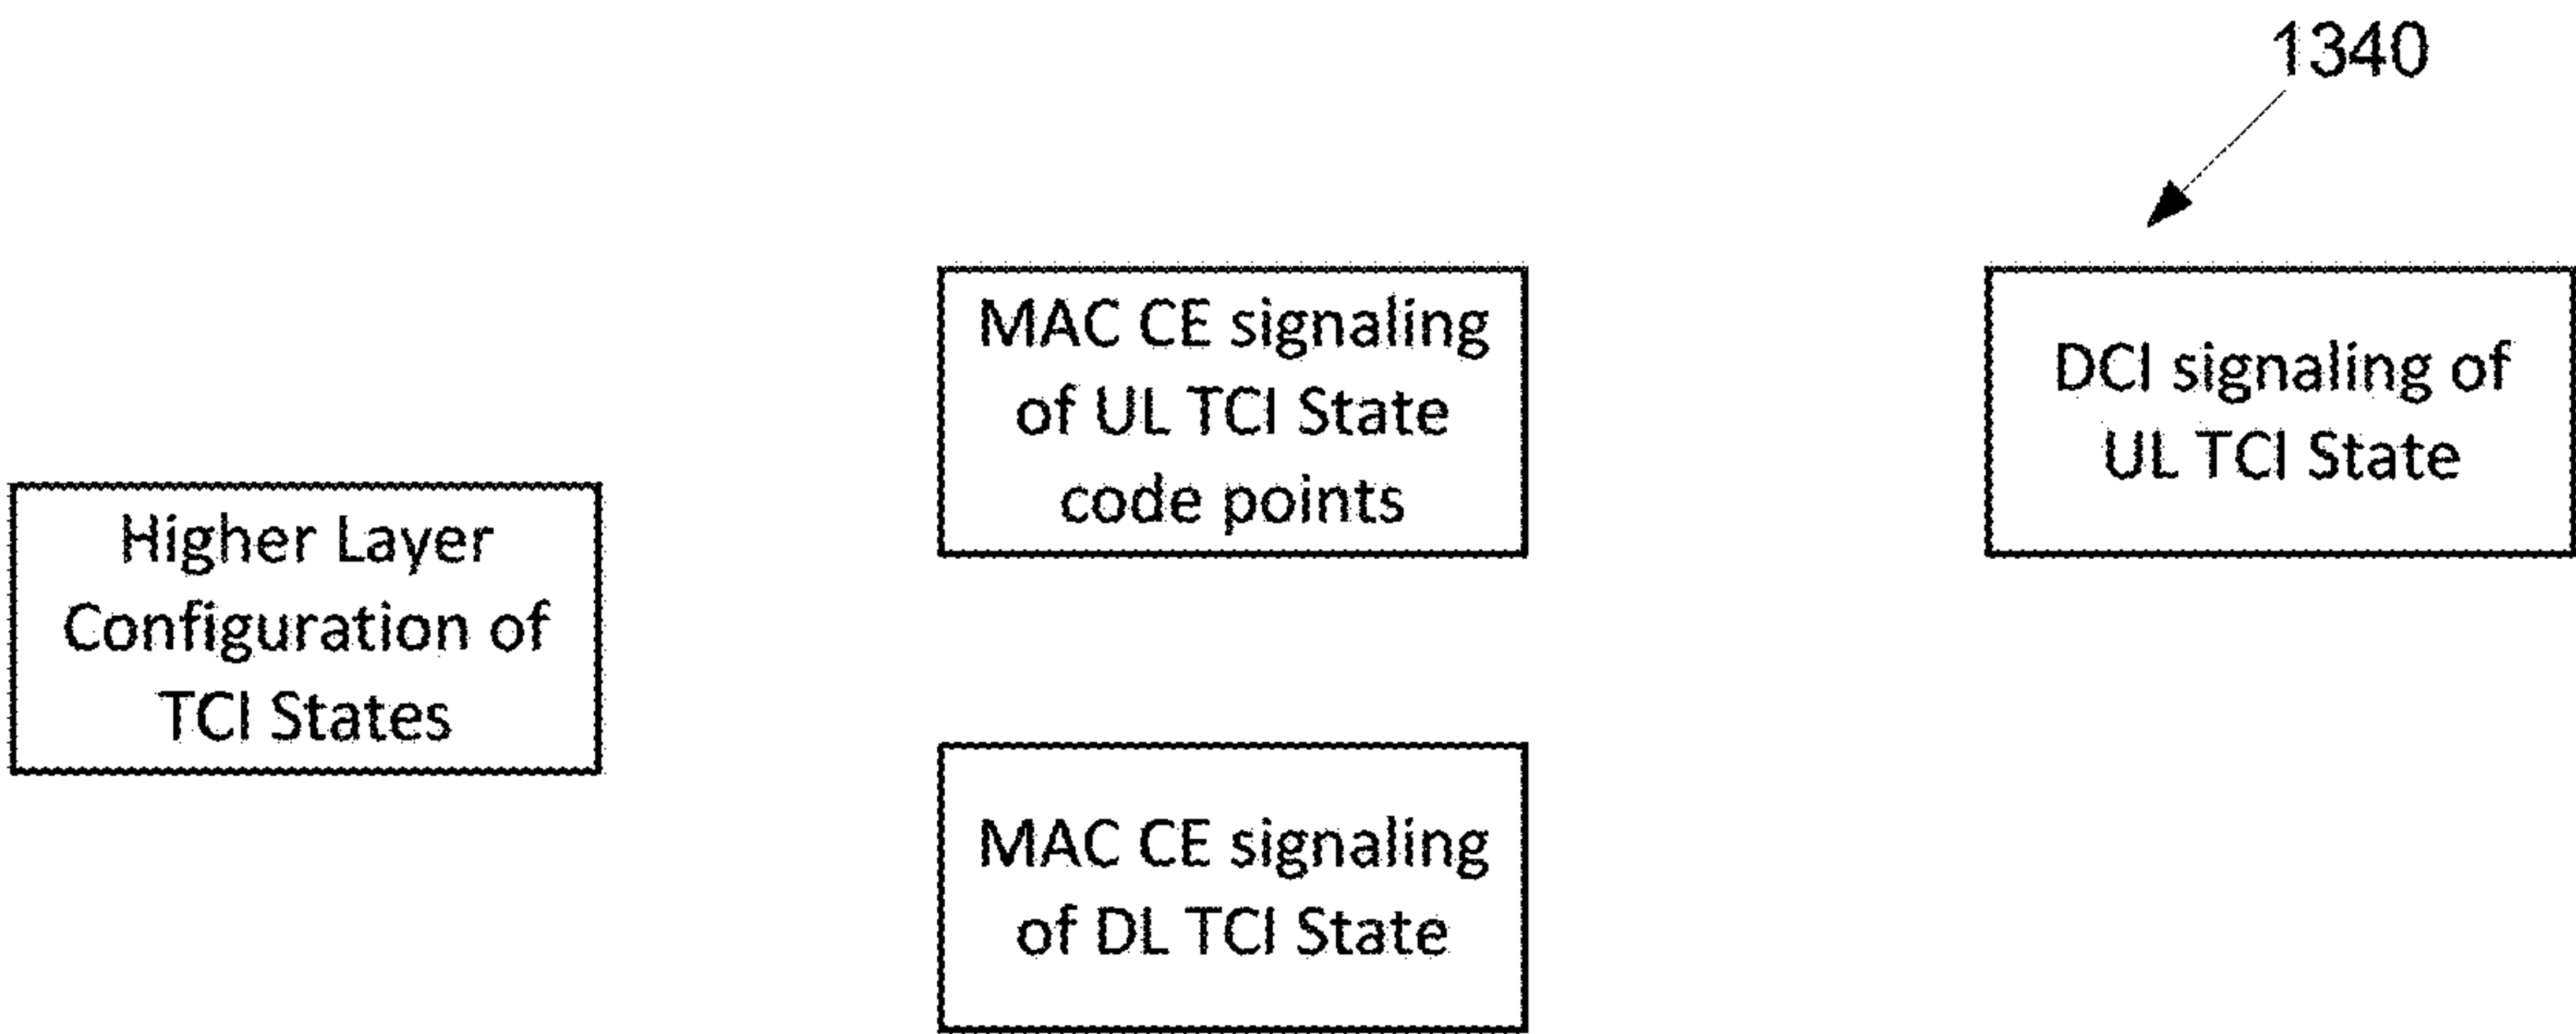 1340
Higher Layer
Configuration of
TCI States
MAC CE signaling
of UL TCI State
code points
MAC CE signaling
of DL TCI State
DCI signaling of
UL TCI State